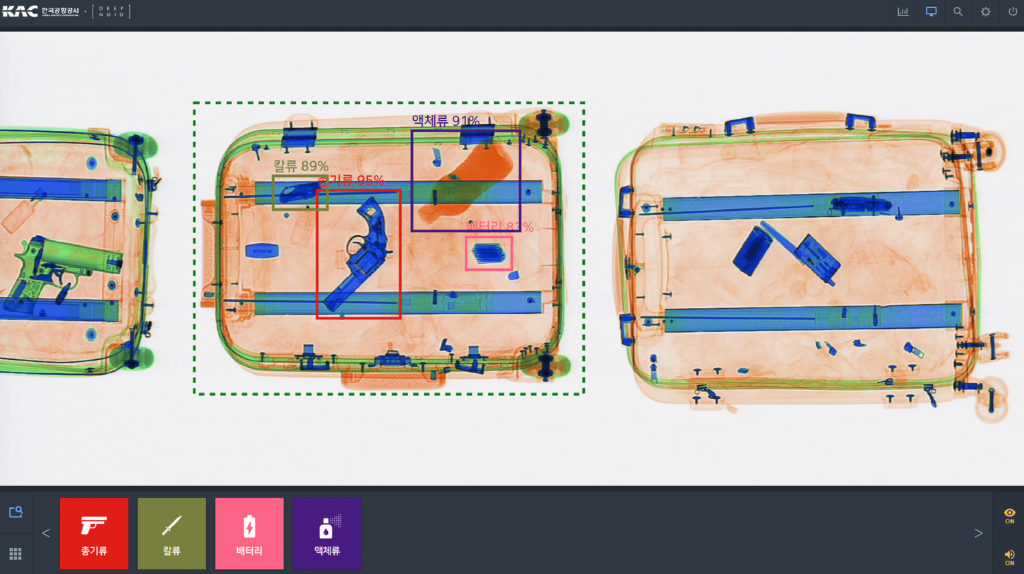 KAC 한국공항공사
DEEP
NOID
액체류 91%
칼류 89%
총기류 95%
배터리 83%
총기류
칼류
배터리
액체류
ON
ON